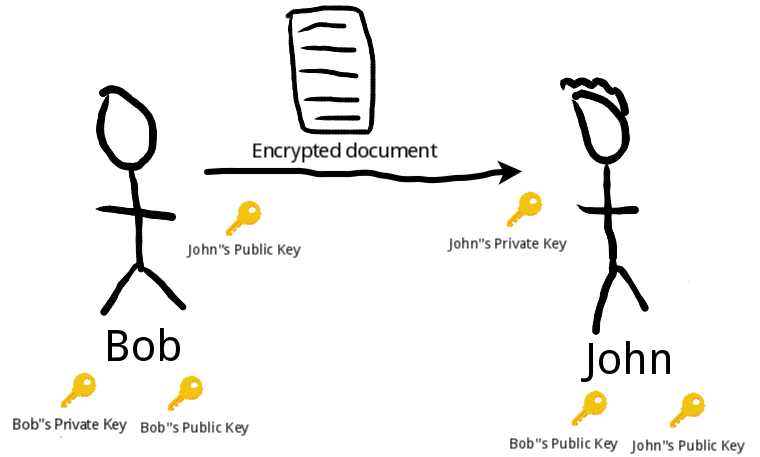 Encrypted document
John"s Public Key
John"s Private Key
Bob
John
Bob"s Private Key
Bob"s Public Key
Bob"s Public Key
John"s Public Key